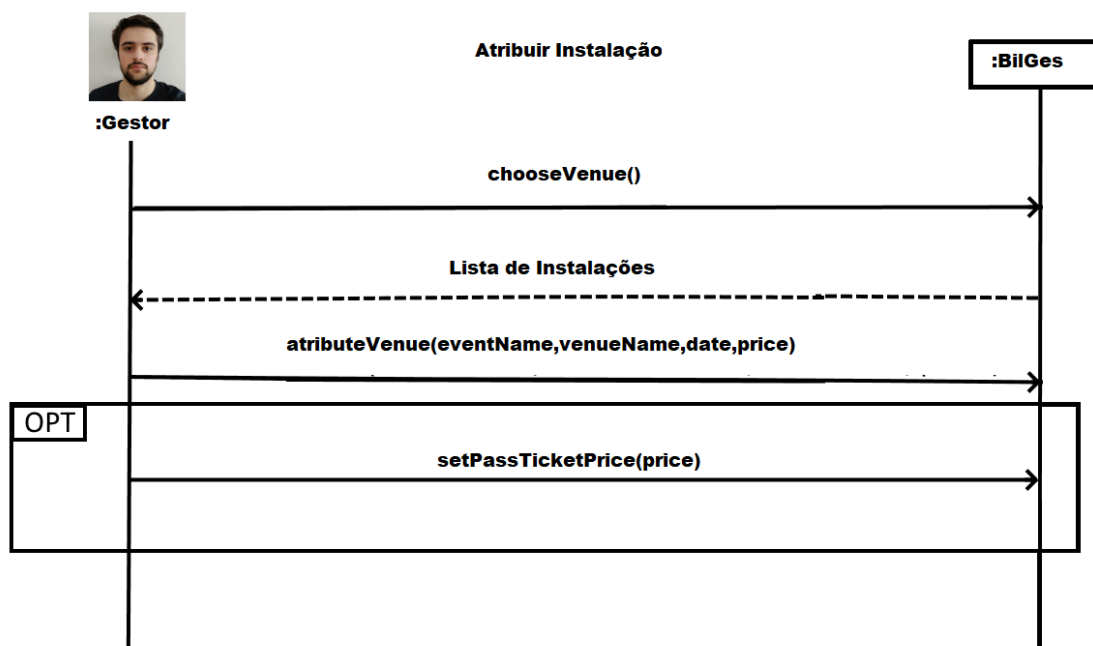 Atribuir Instalação
:BilGes
:Gestor
chooseVenue()
Lista de Instalações
atributeVenue(eventName,venueName,date,price)
OPT
setPassTicketPrice(price)